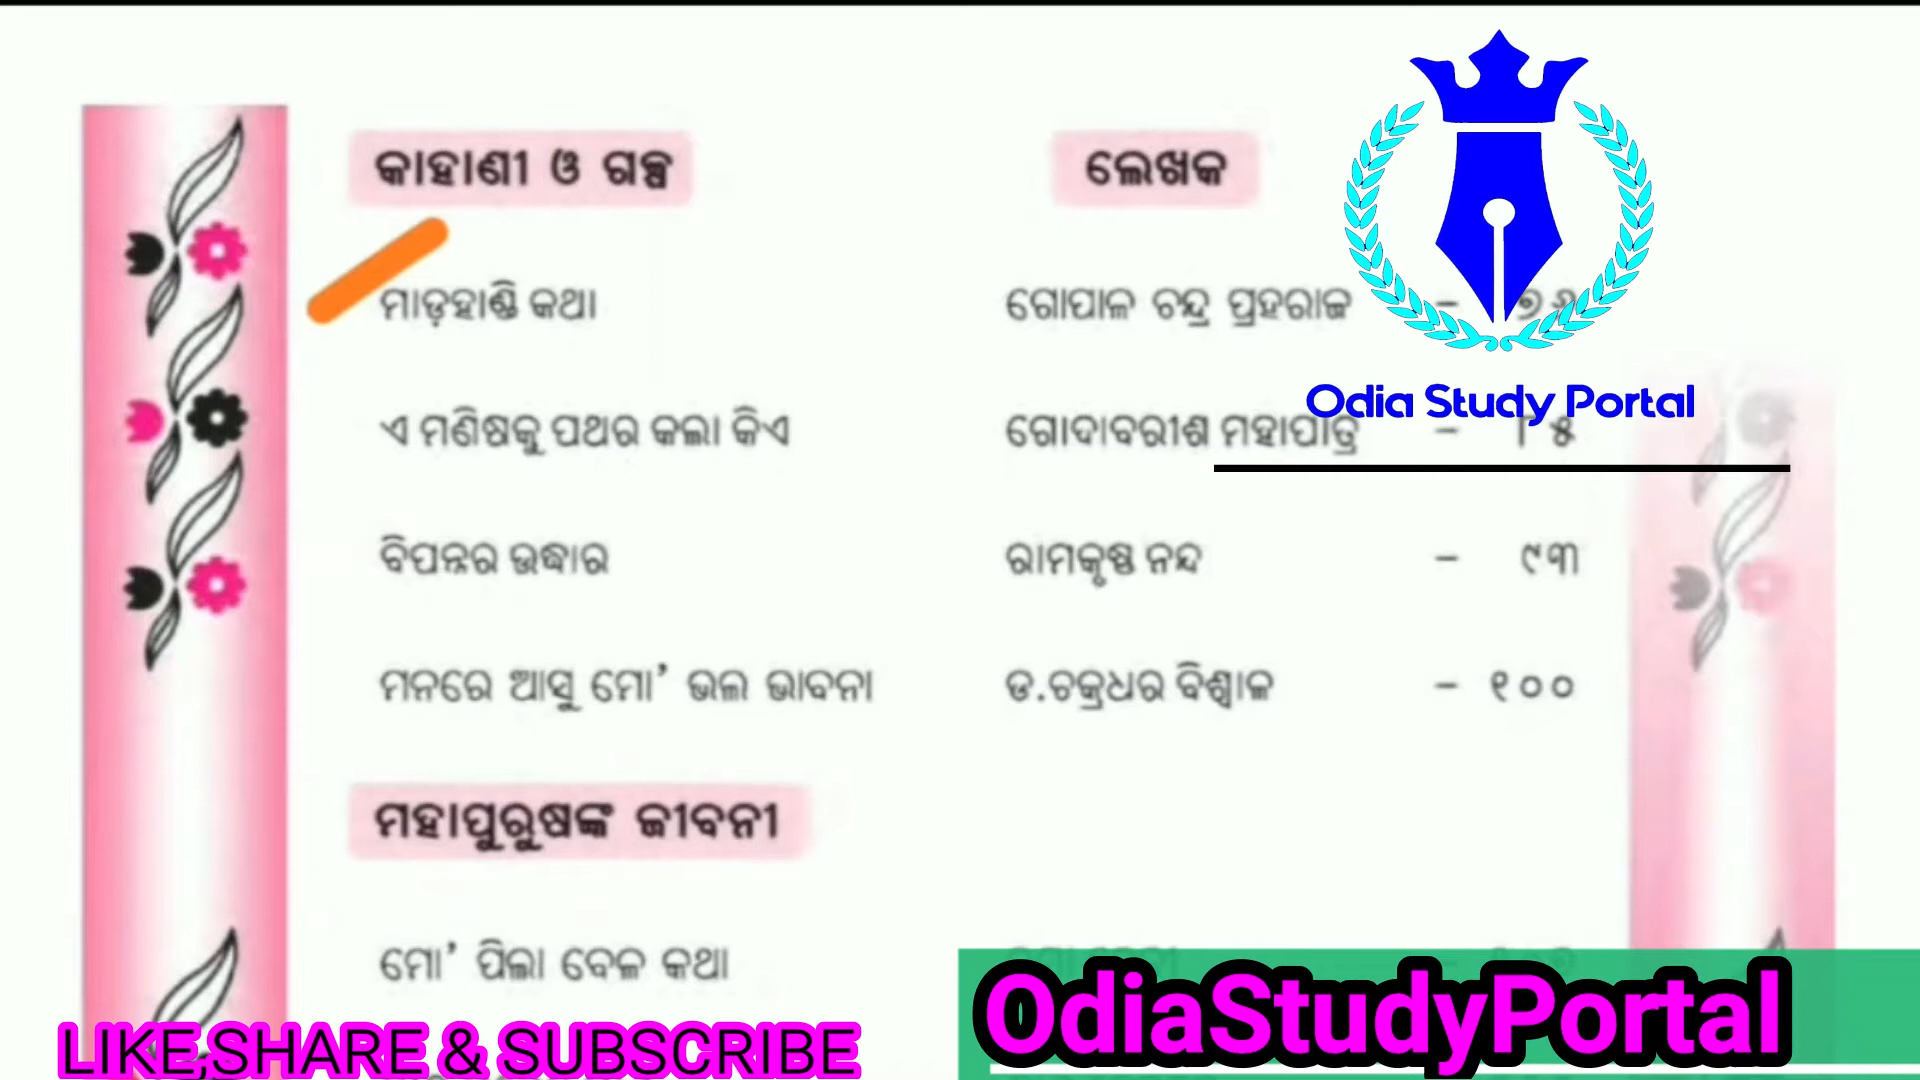 କାହାଣୀ ଓ ଗଳ୍ପ ଲେଖକ
ମାଡ଼ହାଣ୍ଡି କଥା ଗୋପାଳ ଚନ୍ଦ୍ର ପ୍ରହରାଜ – ୭୬
Odia Study Portal
ଏ ମଣିଷକୁ ପଥର କଲା କିଏ ଗୋଦାବରୀଶ ମହାପାତ୍ର –
ବିପନ୍ନର ଉଦ୍ଧାର ରାମକୃଷ୍ଣ ନନ୍ଦ – ୯୩
ମନରେ ଆସୁ ମୋ’ ଭଲ ଭାବନା ଡ.ଚକ୍ରଧର ବିଶ୍ୱାଳ – ୧୦୦
ମହାପୁରୁଷଙ୍କ ଜୀବନୀ
ମୋ’ ପିଲା ବେଳ କଥା
OdiaStudyPortal
LIKE,SHARE & SUBSCRIBE